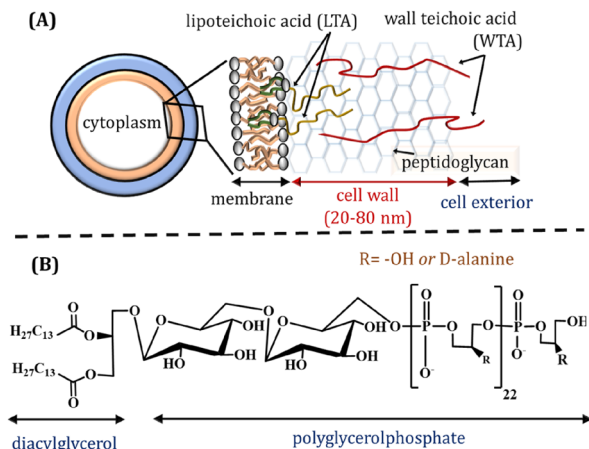 (A)
lipoteichoic acid (LTA)
wall teichoic acid
(WTA)
cytoplasm
peptidoglycan
membrane
cell wall
(20-80 nm)
cell exterior
(B)
R= -OH or D-alanine
H27C13
O
O
O
O
O
O
OH
HO
OH
O
O
O
OH
HO
OH
O
O
P
O-
O
O
R
22
O
P
O-
O
OH
R
H27C13
O
O
diacylglycerol
polyglycerolphosphate